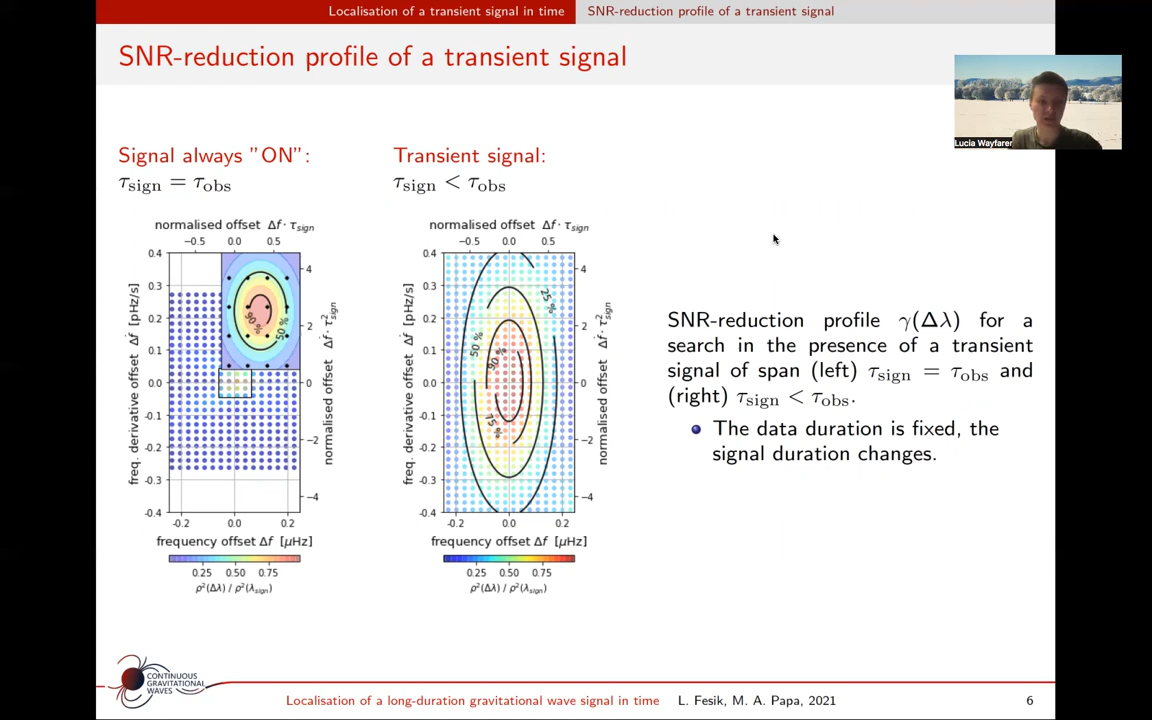 Localisation of a transient signal in time
SNR-reduction profile of a transient signal
SNR-reduction profile of a transient signal
Lucia Wayfarer
Signal always "ON":
τsign = τobs
Transient signal:
τsign < τobs
normalised offset Δf · τsign
−0.5 0.0 0.5
0.4
0.3
0.2
0.1
0.0
-0.1
-0.2
-0.3
-0.4
freq. derivative offset Δḟ [pHz/s]
90 %
50 %
4
2
0
−2
−4
normalised offset Δḟ · τ²sign
-0.2 0.0 0.2
frequency offset Δf [μHz]
0.25 0.50 0.75
ρ²(Δλ) / ρ²(λsign)
normalised offset Δf · τsign
−0.5 0.0 0.5
0.4
0.3
0.2
0.1
0.0
-0.1
-0.2
-0.3
-0.4
freq. derivative offset Δḟ [pHz/s]
25 %
50 %
90 %
75 %
4
2
0
−2
−4
normalised offset Δḟ · τ²sign
-0.2 0.0 0.2
frequency offset Δf [μHz]
0.25 0.50 0.75
ρ²(Δλ) / ρ²(λsign)
SNR-reduction profile γ(Δλ) for a
search in the presence of a transient
signal of span (left) τsign = τobs and
(right) τsign < τobs.
The data duration is fixed, the
signal duration changes.
CONTINUOUS
GRAVITATIONAL
WAVES
Localisation of a long-duration gravitational wave signal in time L. Fesik, M. A. Papa, 2021 6